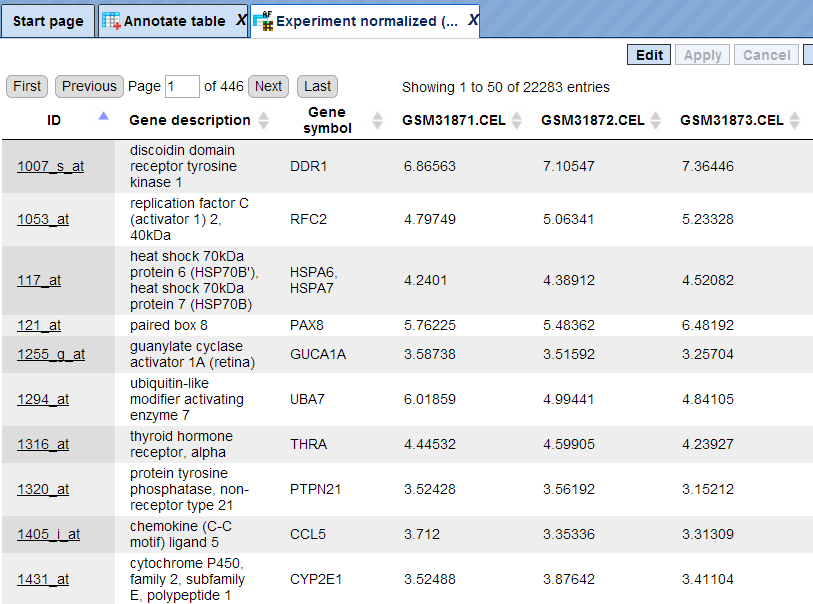 Start page Annotate table X AF Experiment normalized (... X
Edit Apply Cancel
First Previous Page 1 of 446 Next Last Showing 1 to 50 of 22283 entries
ID Gene description Gene symbol GSM31871.CEL GSM31872.CEL GSM31873.CEL
1007_s_at
discoidin domain
receptor tyrosine
kinase 1
DDR1 6.86563 7.10547 7.36446
1053_at
replication factor C
(activator 1) 2,
40kDa
RFC2 4.79749 5.06341 5.23328
117_at
heat shock 70kDa
protein 6 (HSP70B'),
heat shock 70kDa
protein 7 (HSP70B)
HSPA6,
HSPA7
4.2401 4.38912 4.52082
121_at paired box 8 PAX8 5.76225 5.48362 6.48192
1255_g_at
guanylate cyclase
activator 1A (retina)
GUCA1A 3.58738 3.51592 3.25704
1294_at
ubiquitin-like
modifier activating
enzyme 7
UBA7 6.01859 4.99441 4.84105
1316_at
thyroid hormone
receptor, alpha
THRA 4.44532 4.59905 4.23927
1320_at
protein tyrosine
phosphatase, non-
receptor type 21
PTPN21 3.52428 3.56192 3.15212
1405_i_at
chemokine (C-C
motif) ligand 5
CCL5 3.712 3.35336 3.31309
1431_at
cytochrome P450,
family 2, subfamily
E, polypeptide 1
CYP2E1 3.52488 3.87642 3.41104